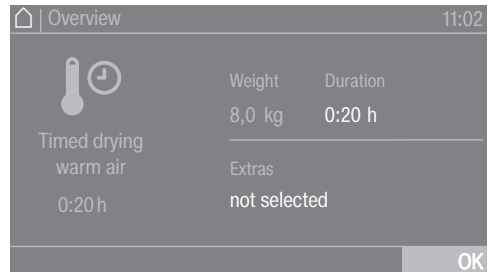 | Overview 11:02
Timed drying
warm air
0:20 h
Weight Duration
8,0 kg 0:20 h
Extras
not selected
OK